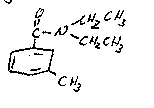 O
C N CH₂CH₃
CH₂CH₃
CH₃